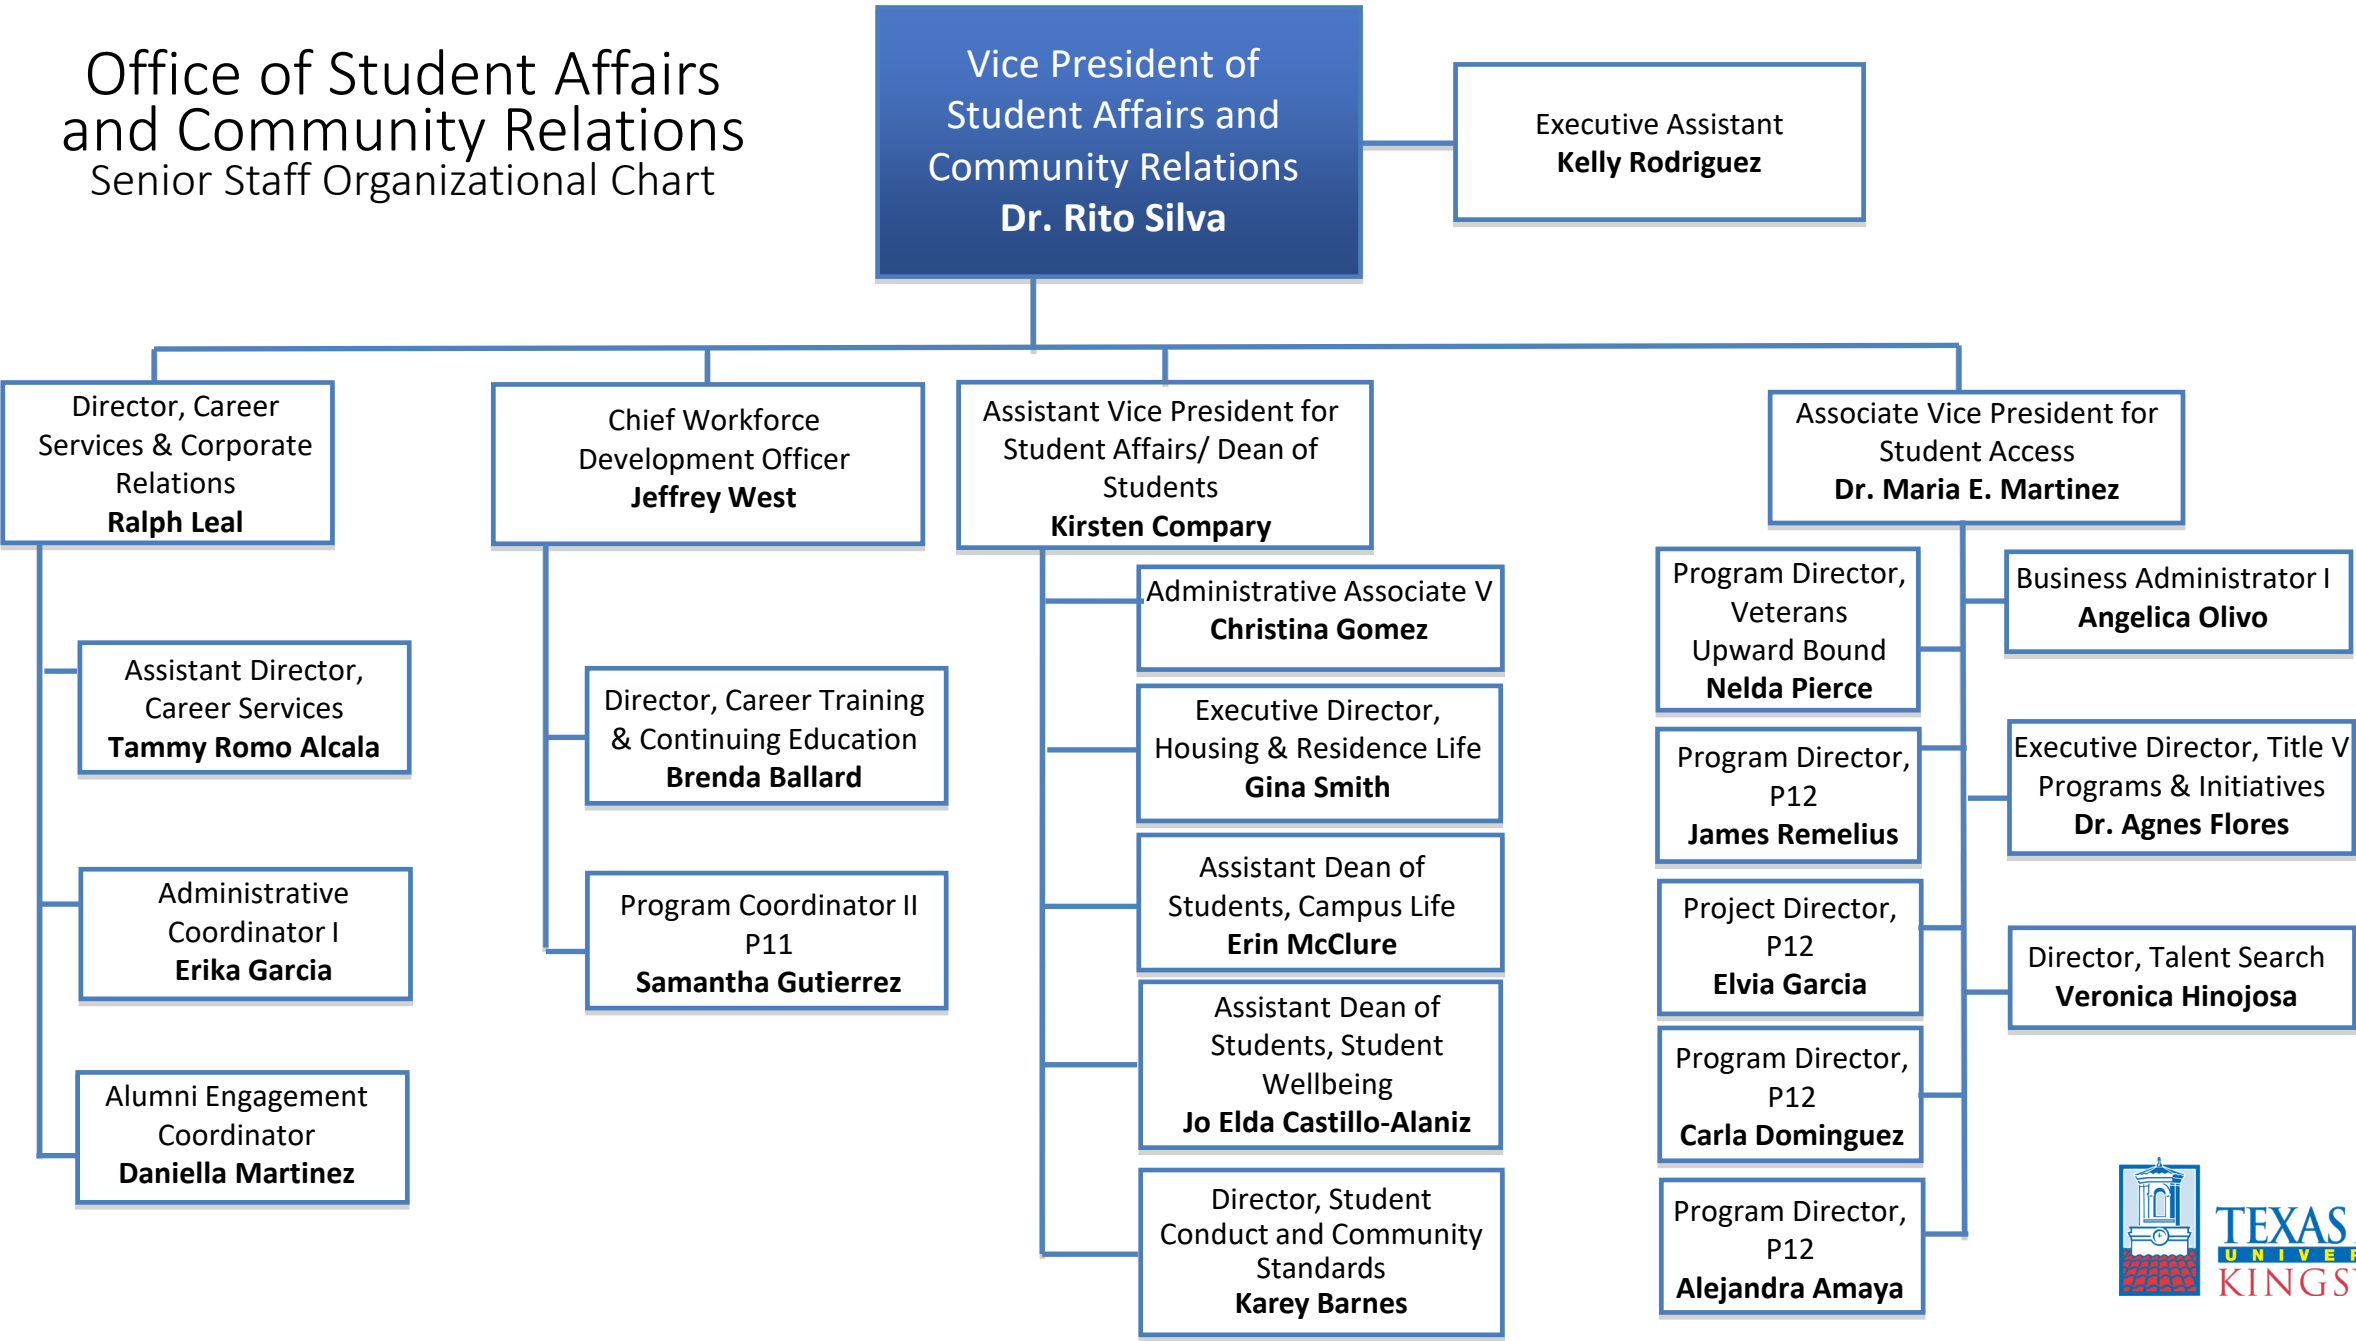 Office of Student Affairs
and Community Relations
Senior Staff Organizational Chart
Vice President of
Student Affairs and
Community Relations
Dr. Rito Silva
Executive Assistant
Kelly Rodriguez
Director, Career
Services & Corporate
Relations
Ralph Leal
Assistant Director,
Career Services
Tammy Romo Alcala
Administrative
Coordinator I
Erika Garcia
Alumni Engagement
Coordinator
Daniella Martinez
Chief Workforce
Development Officer
Jeffrey West
Director, Career Training
& Continuing Education
Brenda Ballard
Program Coordinator II
P11
Samantha Gutierrez
Assistant Vice President for
Student Affairs/ Dean of
Students
Kirsten Compary
Administrative Associate V
Christina Gomez
Executive Director,
Housing & Residence Life
Gina Smith
Assistant Dean of
Students, Campus Life
Erin McClure
Assistant Dean of
Students, Student
Wellbeing
Jo Elda Castillo-Alaniz
Director, Student
Conduct and Community
Standards
Karey Barnes
Associate Vice President for
Student Access
Dr. Maria E. Martinez
Program Director,
Veterans
Upward Bound
Nelda Pierce
Program Director,
P12
James Remelius
Project Director,
P12
Elvia Garcia
Program Director,
P12
Carla Dominguez
Program Director,
P12
Alejandra Amaya
Business Administrator I
Angelica Olivo
Executive Director, Title V
Programs & Initiatives
Dr. Agnes Flores
Director, Talent Search
Veronica Hinojosa
TEXAS
UNIVER
KINGS